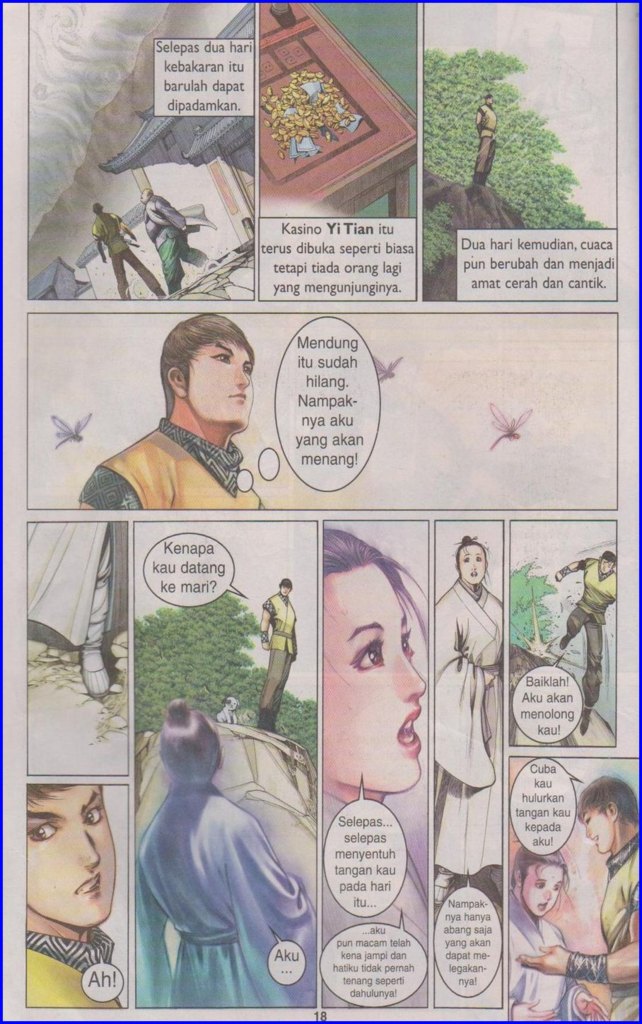 Selepas dua hari
kebakaran itu
barulah dapat
dipadamkan.
Kasino Yi Tian itu
terus dibuka seperti biasa
tetapi tiada orang lagi
yang mengunjunginya.
Dua hari kemudian, cuaca
pun berubah dan menjadi
amat cerah dan cantik.
Mendung
itu sudah
hilang.
Nampak-
nya aku
yang akan
menang!
Kenapa
kau datang
ke mari?
Ah!
Aku
...
Selepas...
selepas
menyentuh
tangan kau
pada hari
itu...
...aku
pun macam telah
kena jampi dan
hatiku tidak pernah
tenang seperti
dahulunya!
Nampak-
nya hanya
abang saja
yang akan
dapat me-
legakan-
nya!
Baiklah!
Aku akan
menolong
kau!
Cuba
kau
hulurkan
tangan kau
kepada
aku!
18